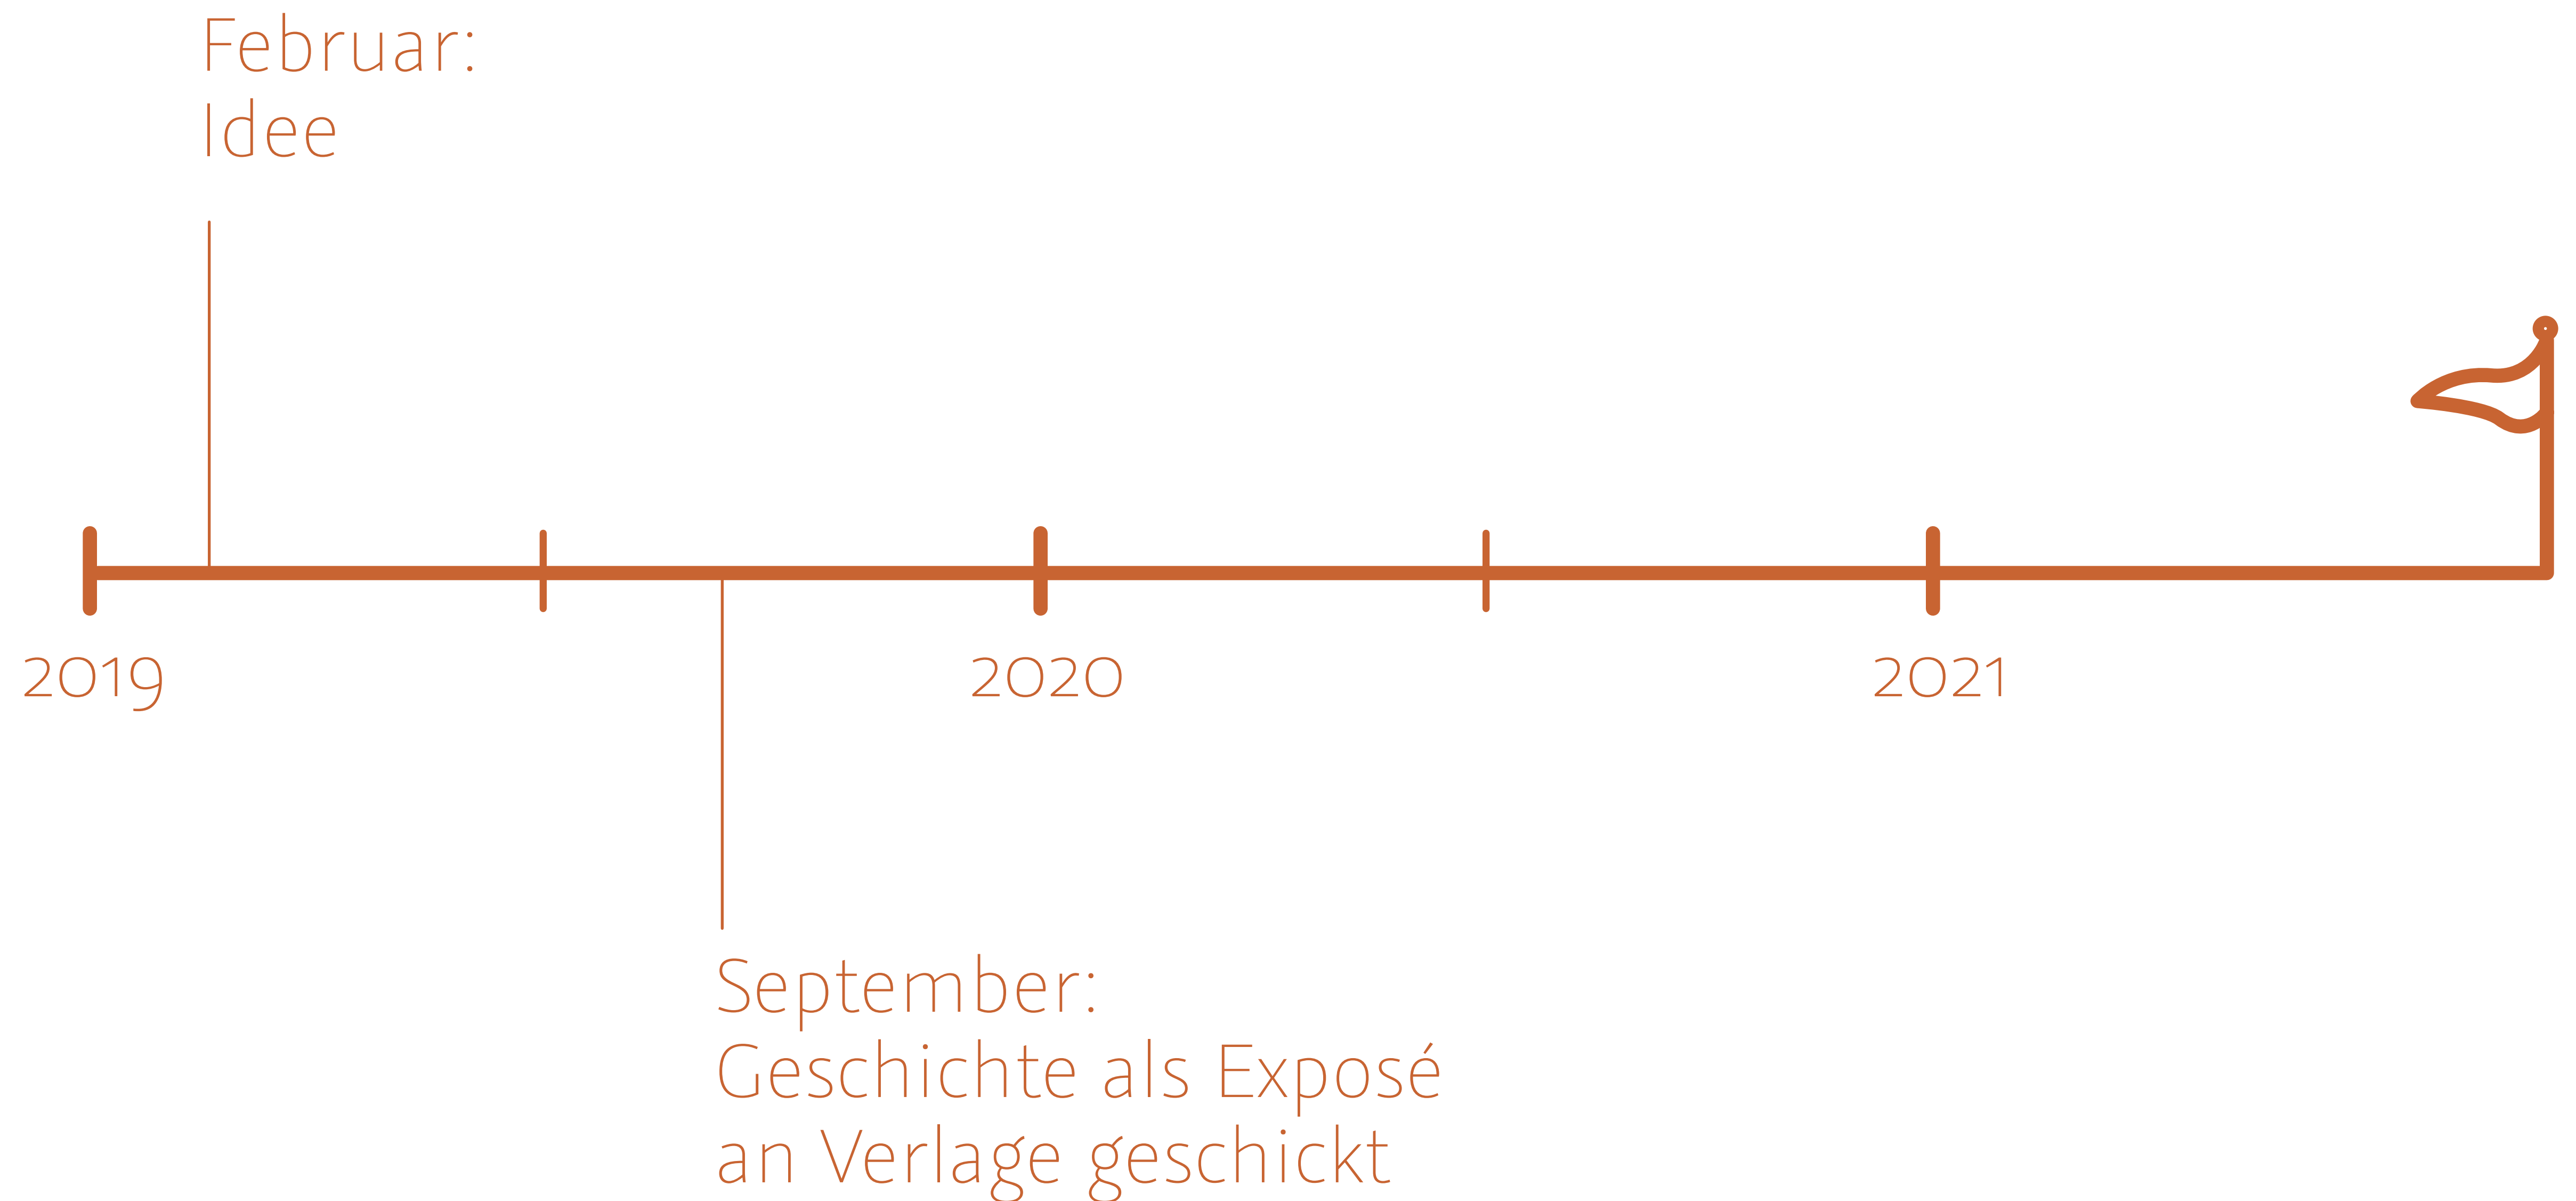 Februar:
Idee
2019
2020
2021
September:
Geschichte als Exposé
an Verlage geschickt